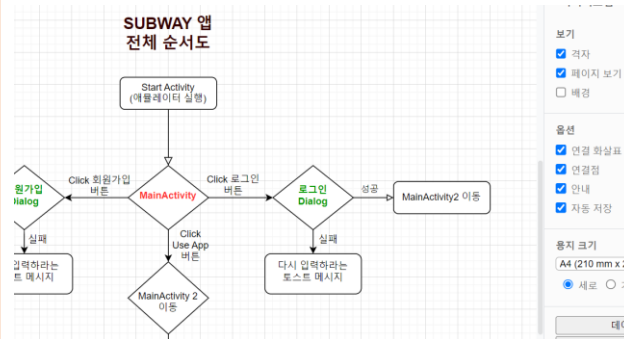 SUBWAY 앱
전체 순서도
Start Activity
(애뮬레이터 실행)
Click 회원가입
버튼
Click 로그인
버튼
원가입
Dialog
MainActivity
로그인
Dialog
성공
MainActivity2 이동
실패
Click
Use App
버튼
실패
입력하라는
트 메시지
다시 입력하라는
토스트 메시지
MainActivity 2
이동
보기
격자
페이지 보기
배경
옵션
연결 화살표
연결점
안내
자동 저장
용지 크기
A4 (210 mm x 2
세로